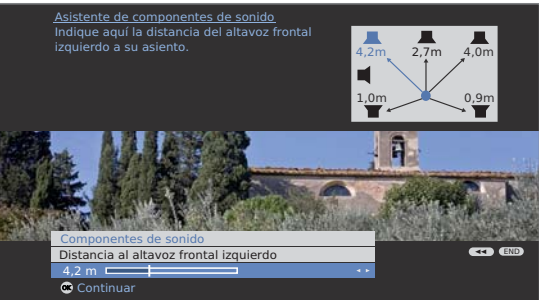 Asistente de componentes de sonido
Indique aquí la distancia del altavoz frontal
izquierdo a su asiento.
4,2m 2,7m 4,0m
1,0m 0,9m
Componentes de sonido
Distancia al altavoz frontal izquierdo
4,2 m
OK Continuar
END